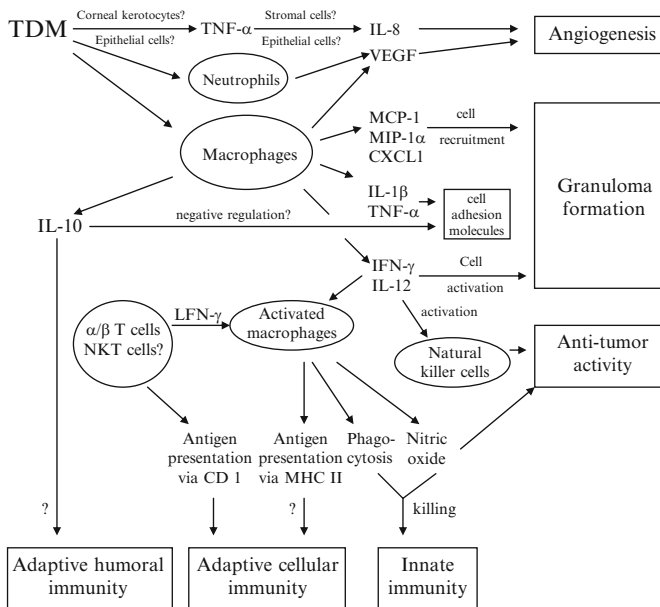 TDM
Corneal kerotocytes?
Epithelial cells?
TNF-α
Stromal cells?
Epithelial cells?
IL-8
VEGF
Angiogenesis
Neutrophils
Macrophages
MCP-1
MIP-1α
CXCL1
cell
recruitment
Granuloma
formation
IL-1β
TNF-α
cell
adhesion
molecules
IL-10
negative regulation?
IFN-γ
IL-12
Cell
activation
activation
α/β T cells
NKT cells?
LFN-γ
Activated
macrophages
Natural
killer cells
Anti-tumor
activity
Antigen
presentation
via CD 1
Antigen
presentation
via MHC II
Phago-
cytosis
Nitric
oxide
?
?
killing
Adaptive humoral
immunity
Adaptive cellular
immunity
Innate
immunity